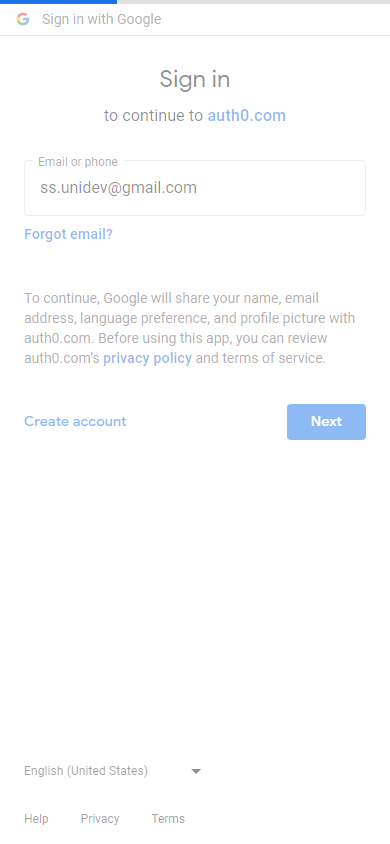 Sign in with Google
Sign in
to continue to auth0.com
Email or phone
ss.unidev@gmail.com
Forgot email?
To continue, Google will share your name, email
address, language preference, and profile picture with
auth0.com. Before using this app, you can review
auth0.com's privacy policy and terms of service.
Create account
Next
English (United States)
Help Privacy Terms